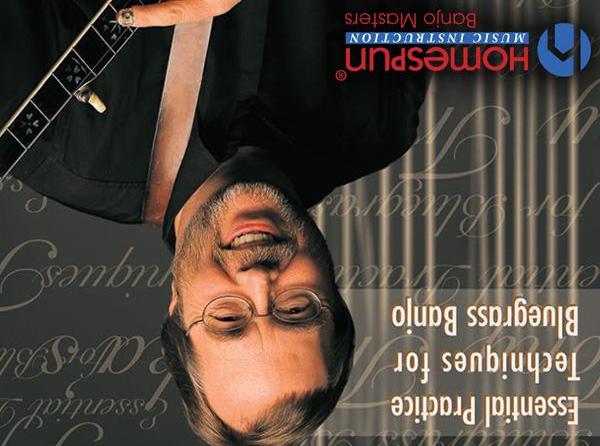 Essential Practice
Techniques for
Bluegrass Banjo
HOMESPUN®
MUSIC INSTRUCTION
Banjo Masters